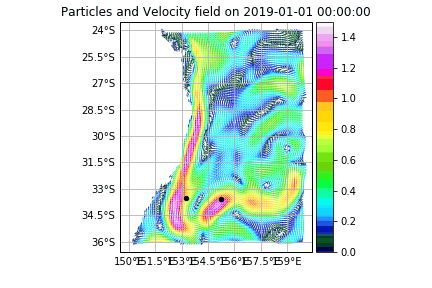 Particles and Velocity field on 2019-01-01 00:00:00
24°S
25.5°S
27°S
28.5°S
30°S
31.5°S
33°S
34.5°S
36°S
150°E 151.5°E 153°E 154.5°E 156°E 157.5°E 159°E
1.4
1.2
1.0
0.8
0.6
0.4
0.2
0.0